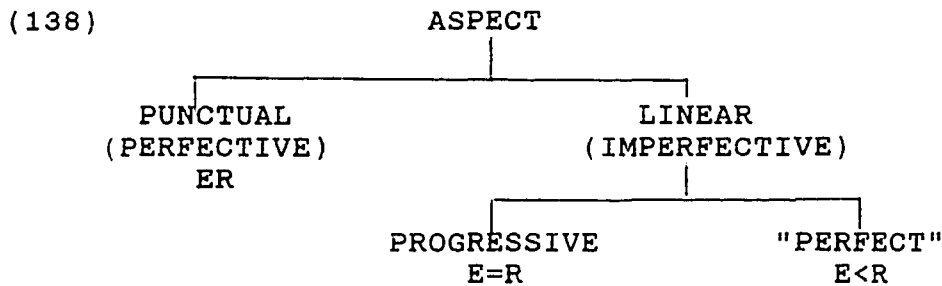 (138) ASPECT
PUNCTUAL LINEAR
(PERFECTIVE) (IMPERFECTIVE)
ER
PROGRESSIVE "PERFECT"
E=R E<R